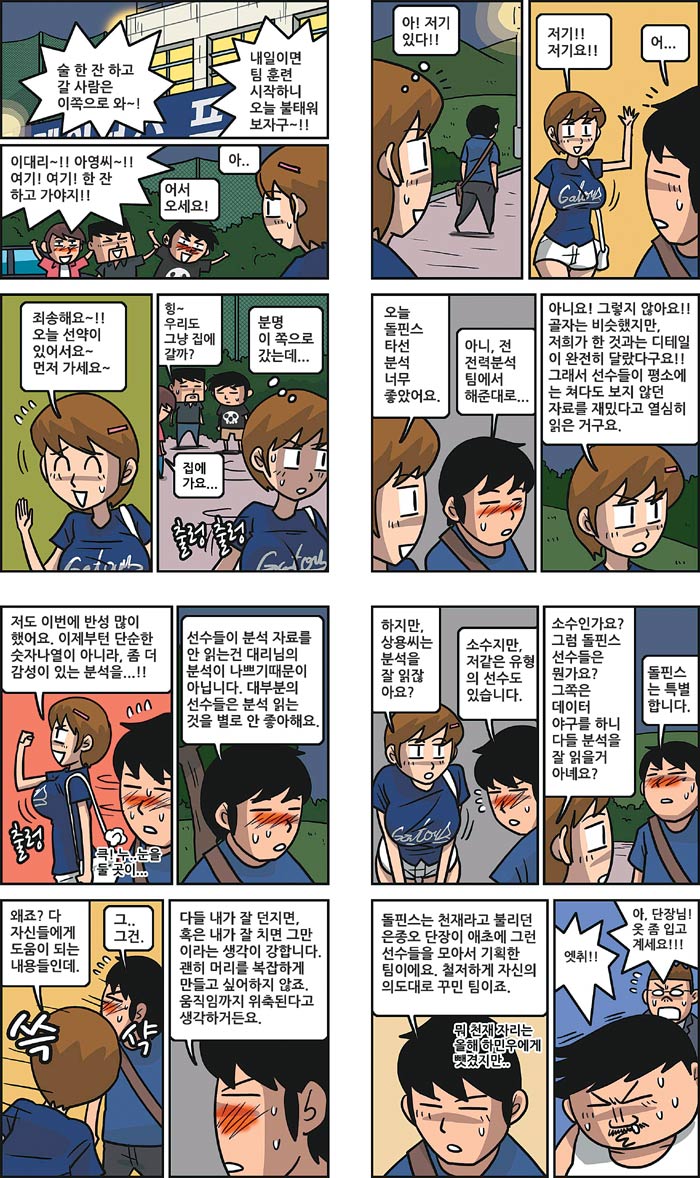 술 한 잔 하고
갈 사람은
이쪽으로 와~!
내일이면
팀 훈련
시작하니
오늘 불태워
보자구~!!
이대리~!! 아영씨~!!
여기! 여기! 한 잔
하고 가야지!!
어서
오세요!
아..
죄송해요~!!
오늘 선약이
있어서요~
먼저 가세요~
힝~
우리도
그냥 집에
갈까?
분명
이 쪽으로
갔는데...
집에
가요...
출렁 출렁
Gators
Gators
아! 저기
있다!!
저기!!
저기요!!
어...
Gators
오늘
돌핀스
타선
분석
너무
좋았어요.
아니, 전
전력분석
팀에서
해준대로...
아니요! 그렇지 않아요!!
골자는 비슷했지만,
저희가 한 것과는 디테일
이 완전히 달랐다구요!!
그래서 선수들이 평소에
는 쳐다도 보지 않던
자료를 재밌다고 열심히
읽은 거구요.
저도 이번에 반성 많이
했어요. 이제부턴 단순한
숫자나열이 아니라, 좀 더
감성이 있는 분석을...!!
출렁
큭! 누..눈을
둘 곳이...
선수들이 분석 자료를
안 읽는건 대리님의
분석이 나쁘기때문이
아닙니다. 대부분의
선수들은 분석 읽는
것을 별로 안 좋아해요.
왜죠? 다
자신들에게
도움이 되는
내용들인데.
그..
그건.
쓱
샥
다들 내가 잘 던지면,
혹은 내가 잘 치면 그만
이라는 생각이 강합니다.
괜히 머리를 복잡하게
만들고 싶어하지 않죠.
움직임까지 위축된다고
생각하거든요.
하지만,
상용씨는
분석을
잘 읽잖
아요?
소수지만,
저같은 유형
의 선수도
있습니다.
Gators
소수인가요?
그럼 돌핀스
선수들은
뭔가요?
그쪽은
데이터
야구를 하니
다들 분석을
잘 읽을거
아녜요?
돌핀스
는 특별
합니다.
돌핀스는 천재라고 불리던
은종오 단장이 애초에 그런
선수들을 모아서 기획한
팀이에요. 철저하게 자신의
의도대로 꾸민 팀이죠.
뭐 천재 자리는
올해 하민우에게
뺏겼지만..
엣취!!
아, 단장님!
옷 좀 입고
계세요!!!